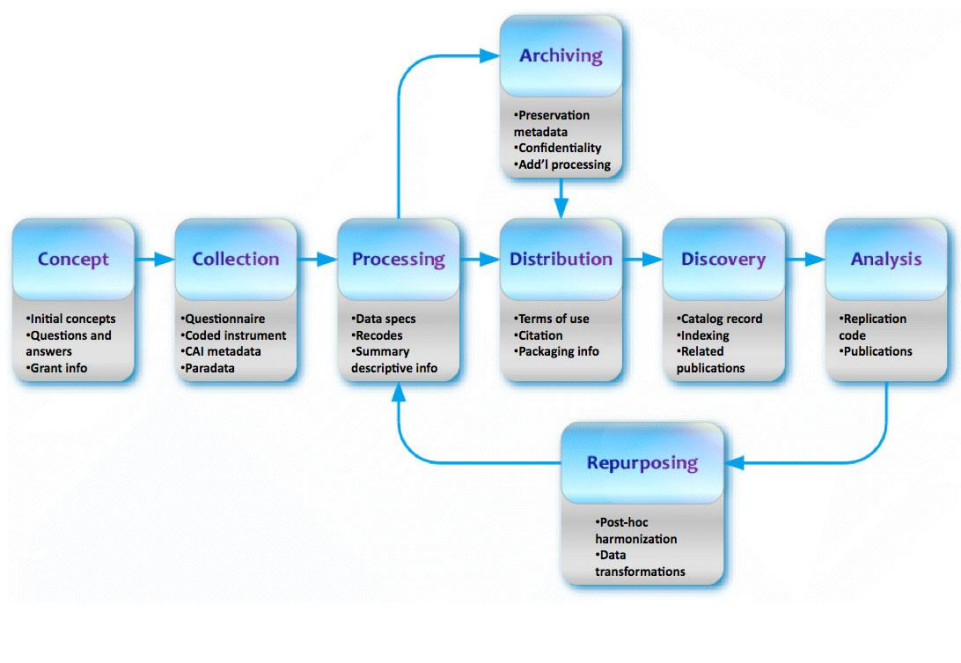 Archiving
•Preservation
metadata
•Confidentiality
•Add'l processing
Concept
•Initial concepts
•Questions and
answers
•Grant info
Collection
•Questionnaire
•Coded instrument
•CAI metadata
•Paradata
Processing
•Data specs
•Recodes
•Summary
descriptive info
Distribution
•Terms of use
•Citation
•Packaging info
Discovery
•Catalog record
•Indexing
•Related
publications
Analysis
•Replication
code
•Publications
Repurposing
•Post-hoc
harmonization
•Data
transformations